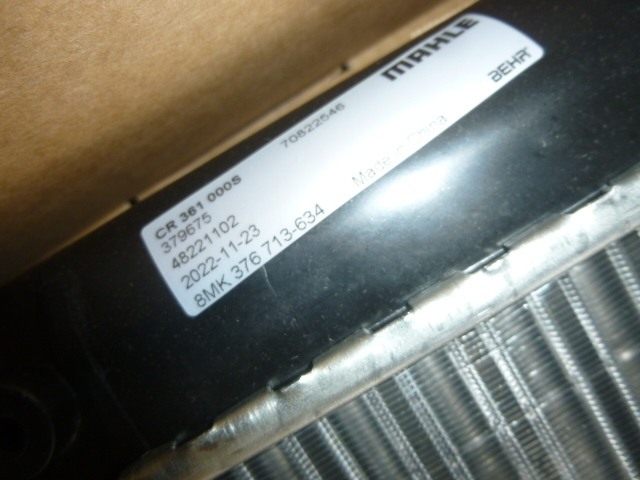 MAHLE
BEHR
70822546
Made in China
CR 361 000S
379675
48221102
2022-11-23
8MK 376 713-634